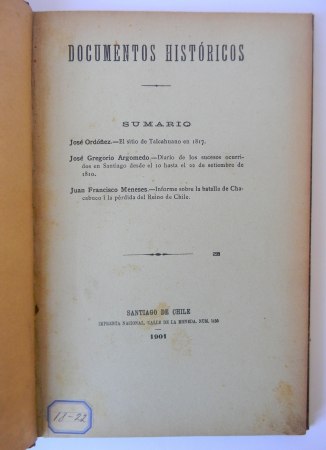 DOCUMENTOS HISTÓRICOS
SUMARIO
José Ordóñez.—El sitio de Talcahuano en 1817.
José Gregorio Argomedo.—Diario de los sucesos ocurri-
dos en Santiago desde el 10 hasta el 22 de setiembre de
1810.
Juan Francisco Meneses.—Informe sobre la batalla de Cha-
cabuco i la pérdida del Reino de Chile.
SANTIAGO DE CHILE
IMPRENTA NACIONAL, CALLE DE LA MONEDA, NUM.
1901
18-22